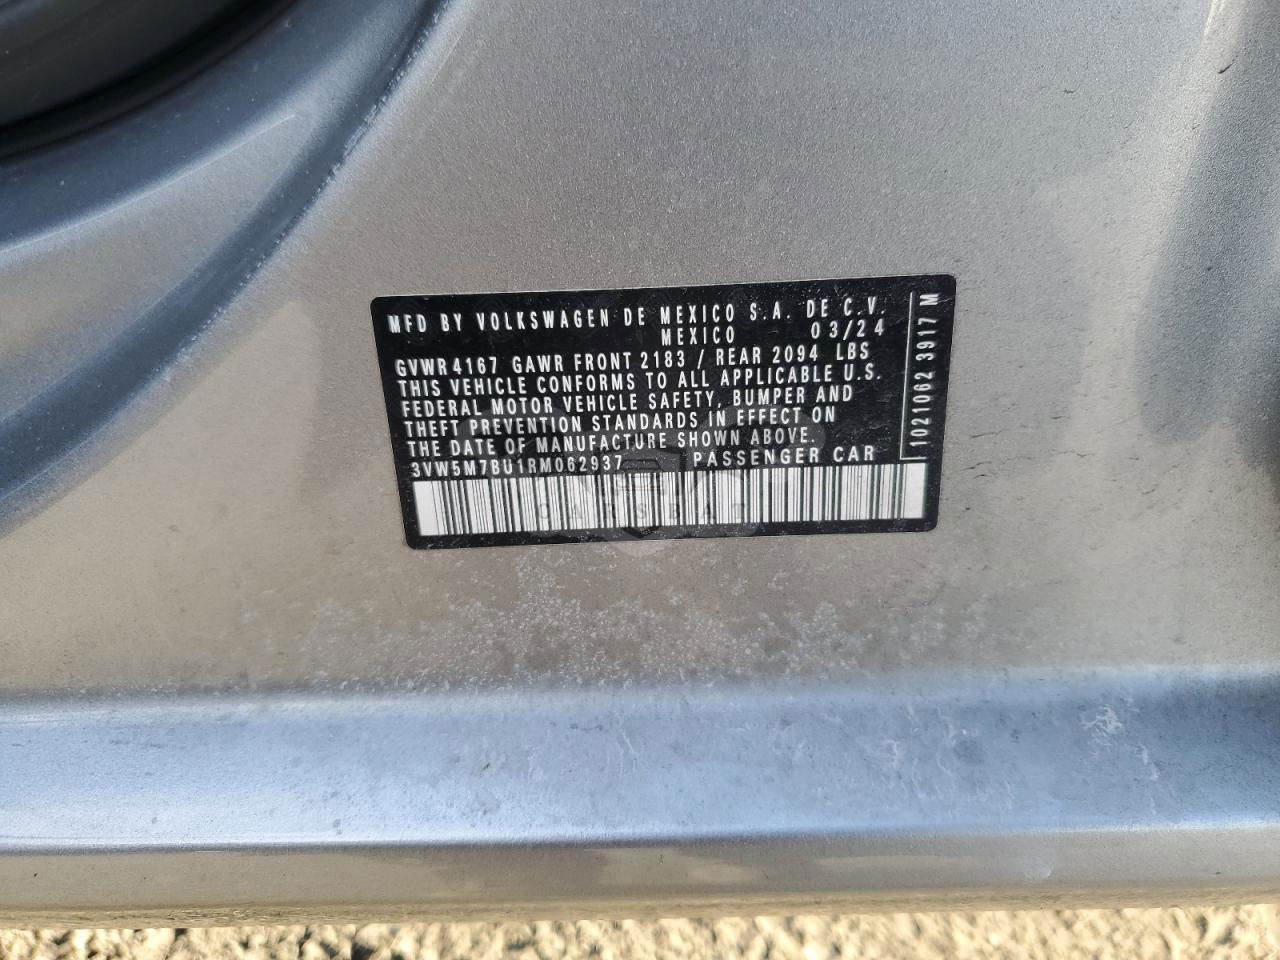 MFD BY VOLKSWAGEN DE MEXICO S.A. DE C.V.
MEXICO 03/24
GVWR 4167 GAWR FRONT 2183 / REAR 2094 LBS
THIS VEHICLE CONFORMS TO ALL APPLICABLE U.S.
FEDERAL MOTOR VEHICLE SAFETY, BUMPER AND
THEFT PREVENTION STANDARDS IN EFFECT ON
THE DATE OF MANUFACTURE SHOWN ABOVE.
3VW5M7BU1RM062937 PASSENGER CAR
1021062 3917 M
CARSBAT